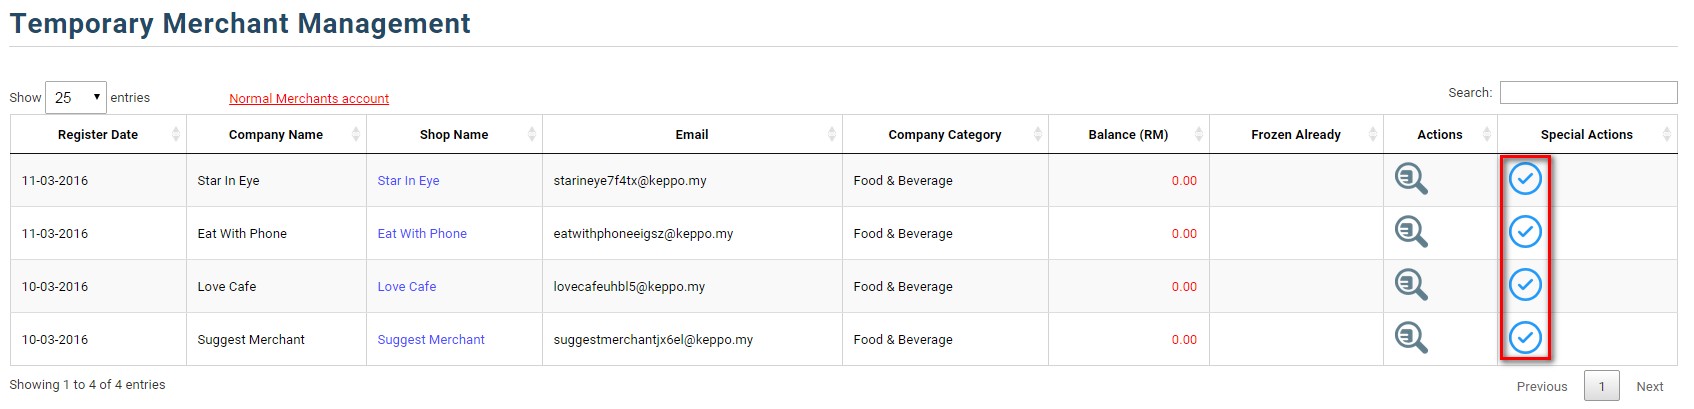 Temporary Merchant Management
Show 25 entries Normal Merchants account Search:
Register Date Company Name Shop Name Email Company Category Balance (RM) Frozen Already Actions Special Actions
11-03-2016 Star In Eye Star In Eye starineye7f4tx@keppo.my Food & Beverage 0.00
11-03-2016 Eat With Phone Eat With Phone eatwithphoneeigsz@keppo.my Food & Beverage 0.00
10-03-2016 Love Cafe Love Cafe lovecafeuhbl5@keppo.my Food & Beverage 0.00
10-03-2016 Suggest Merchant Suggest Merchant suggestmerchantjx6el@keppo.my Food & Beverage 0.00
Showing 1 to 4 of 4 entries Previous 1 Next